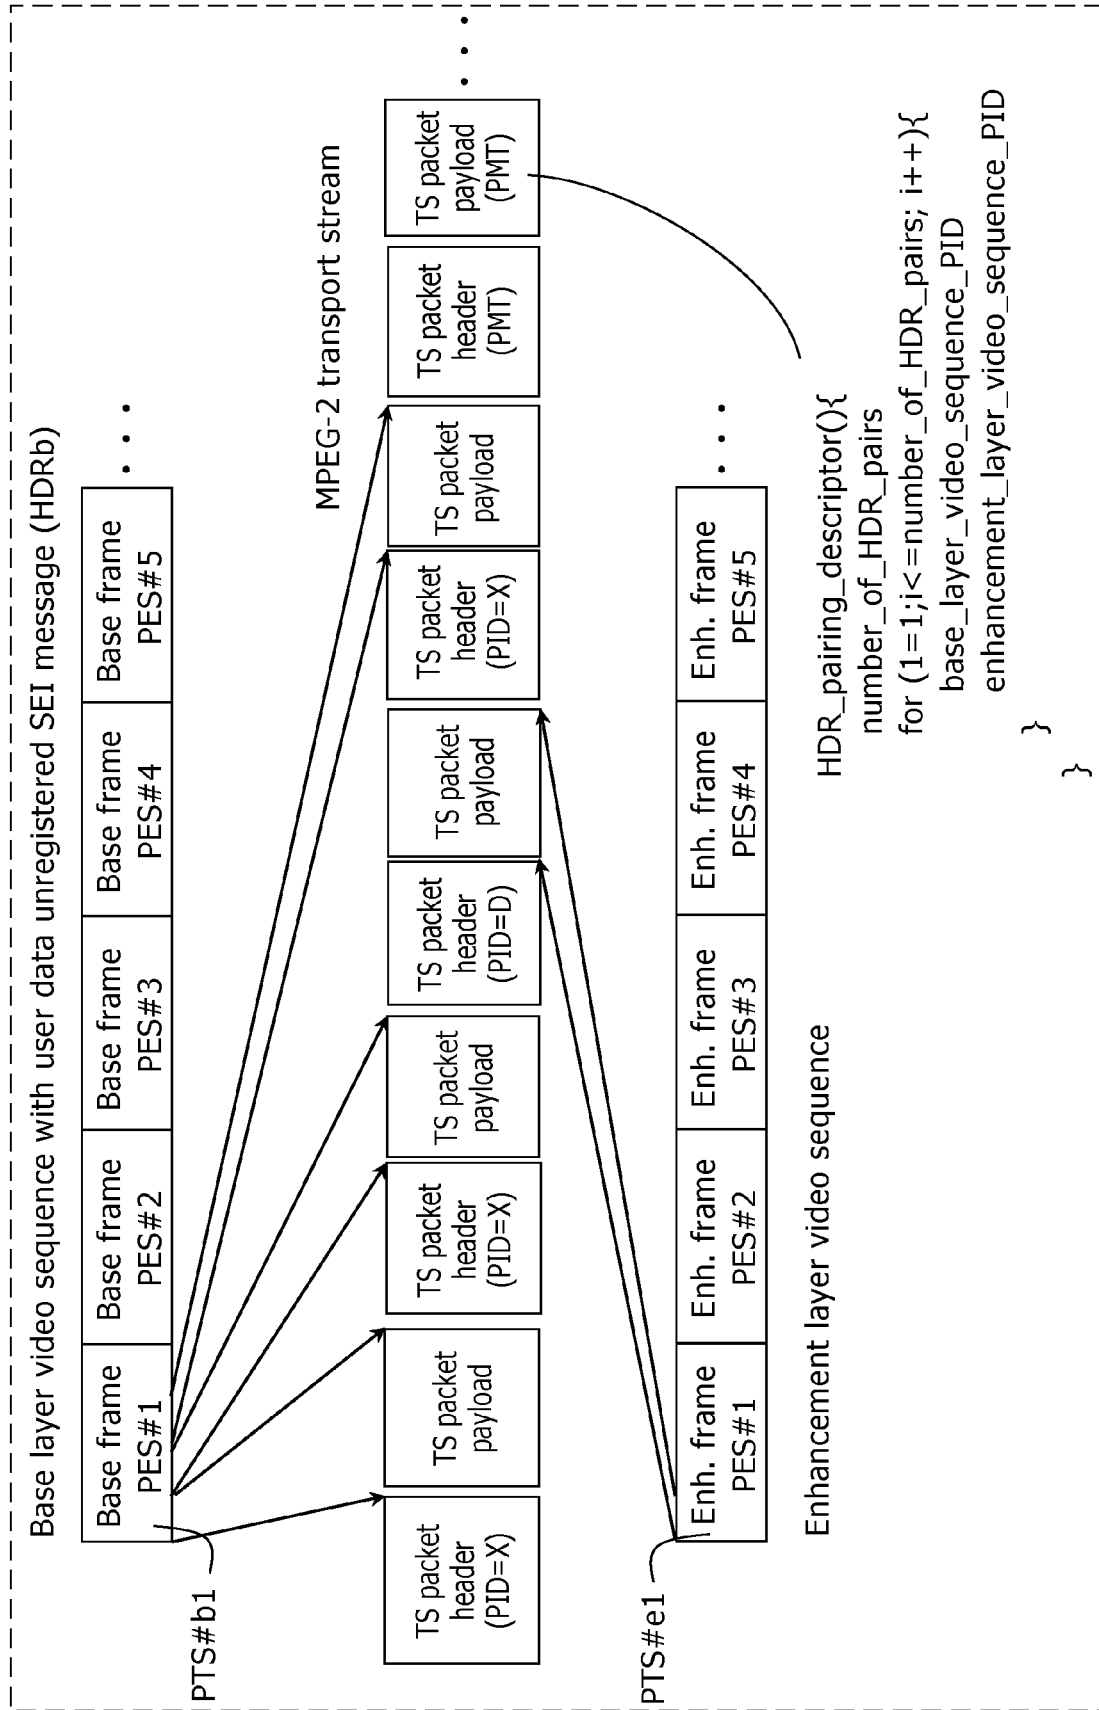 Base layer video sequence with user data unregistered SEI message (HDRb)
Base frame
PES#1
Base frame
PES#2
Base frame
PES#3
Base frame
PES#4
Base frame
PES#5
• • •
PTS#b1
MPEG-2 transport stream
TS packet
header
(PID=X)
TS packet
payload
TS packet
header
(PID=X)
TS packet
payload
TS packet
header
(PID=D)
TS packet
payload
TS packet
header
(PID=X)
TS packet
payload
TS packet
header
(PMT)
TS packet
payload
(PMT)
• • •
PTS#e1
Enh. frame
PES#1
Enh. frame
PES#2
Enh. frame
PES#3
Enh. frame
PES#4
Enh. frame
PES#5
• • •
Enhancement layer video sequence
HDR_pairing_descriptor(){
number_of_HDR_pairs
for (1=1;i<=number_of_HDR_pairs; i++){
base_layer_video_sequence_PID
enhancement_layer_video_sequence_PID
}
}